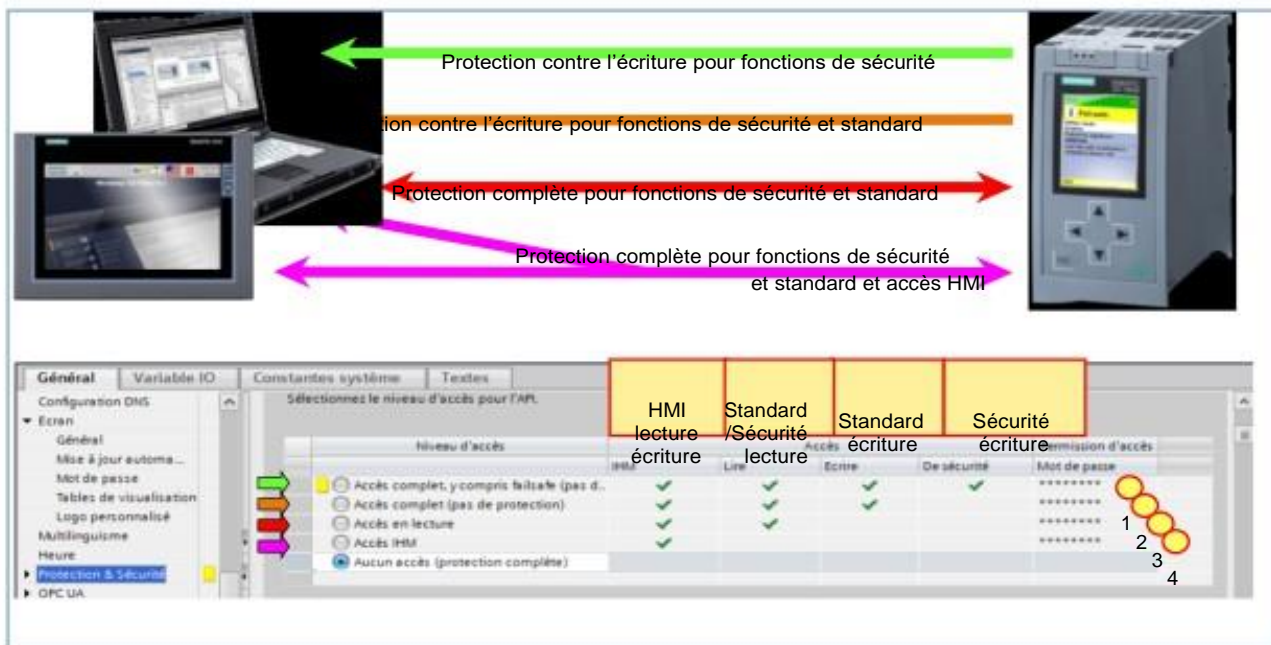 Protection contre l'écriture pour fonctions de sécurité
tion contre l'écriture pour fonctions de sécurité et standard
Protection complète pour fonctions de sécurité et standard
Protection complète pour fonctions de sécurité
et standard et accès HMI
Général Variable IO Constantes système Textes
Sélectionnez le niveau d'accès pour l'API.
Configuration DNS
Ecran
Général
Mise à jour automa...
Mot de passe
Tables de visualisation
Logo personnalisé
Multilinguisme
Heure
Protection & Sécurité
OPC UA
HMI
lecture
écriture
Standard
/Sécurité
lecture
Standard
écriture
Sécurité
écriture
Niveau d'accès Accès Permission d'accès
IHM Lire Ecrire De sécurité Mot de passe
Accès complet, y compris failsafe (pas d.. ********
Accès complet (pas de protection) ********
Accès en lecture ********
Accès IHM ********
Aucun accès (protection complète)
1
2
3
4